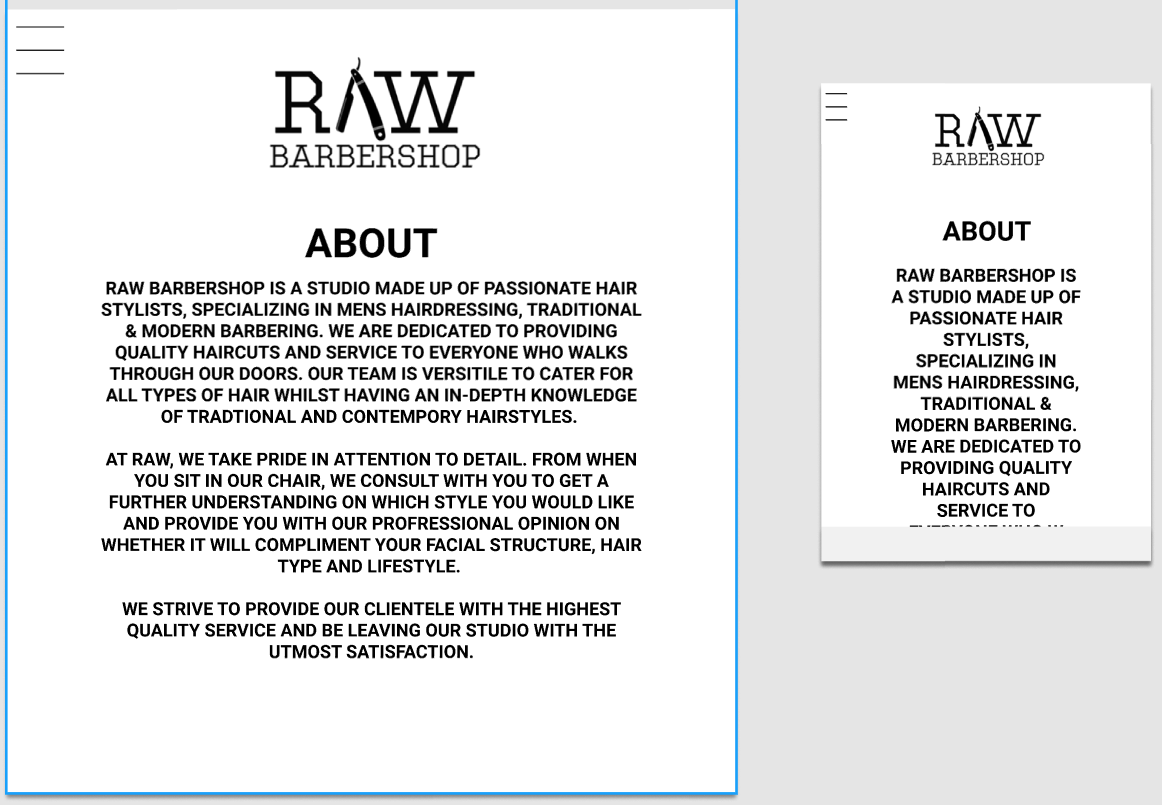 RAW
BARBERSHOP
ABOUT
RAW BARBERSHOP IS A STUDIO MADE UP OF PASSIONATE HAIR
STYLISTS, SPECIALIZING IN MENS HAIRDRESSING, TRADITIONAL
& MODERN BARBERING. WE ARE DEDICATED TO PROVIDING
QUALITY HAIRCUTS AND SERVICE TO EVERYONE WHO WALKS
THROUGH OUR DOORS. OUR TEAM IS VERSITILE TO CATER FOR
ALL TYPES OF HAIR WHILST HAVING AN IN-DEPTH KNOWLEDGE
OF TRADTIONAL AND CONTEMPORY HAIRSTYLES.
AT RAW, WE TAKE PRIDE IN ATTENTION TO DETAIL. FROM WHEN
YOU SIT IN OUR CHAIR, WE CONSULT WITH YOU TO GET A
FURTHER UNDERSTANDING ON WHICH STYLE YOU WOULD LIKE
AND PROVIDE YOU WITH OUR PROFRESSIONAL OPINION ON
WHETHER IT WILL COMPLIMENT YOUR FACIAL STRUCTURE, HAIR
TYPE AND LIFESTYLE.
WE STRIVE TO PROVIDE OUR CLIENTELE WITH THE HIGHEST
QUALITY SERVICE AND BE LEAVING OUR STUDIO WITH THE
UTMOST SATISFACTION.
RAW
BARBERSHOP
ABOUT
RAW BARBERSHOP IS
A STUDIO MADE UP OF
PASSIONATE HAIR
STYLISTS,
SPECIALIZING IN
MENS HAIRDRESSING,
TRADITIONAL &
MODERN BARBERING.
WE ARE DEDICATED TO
PROVIDING QUALITY
HAIRCUTS AND
SERVICE TO